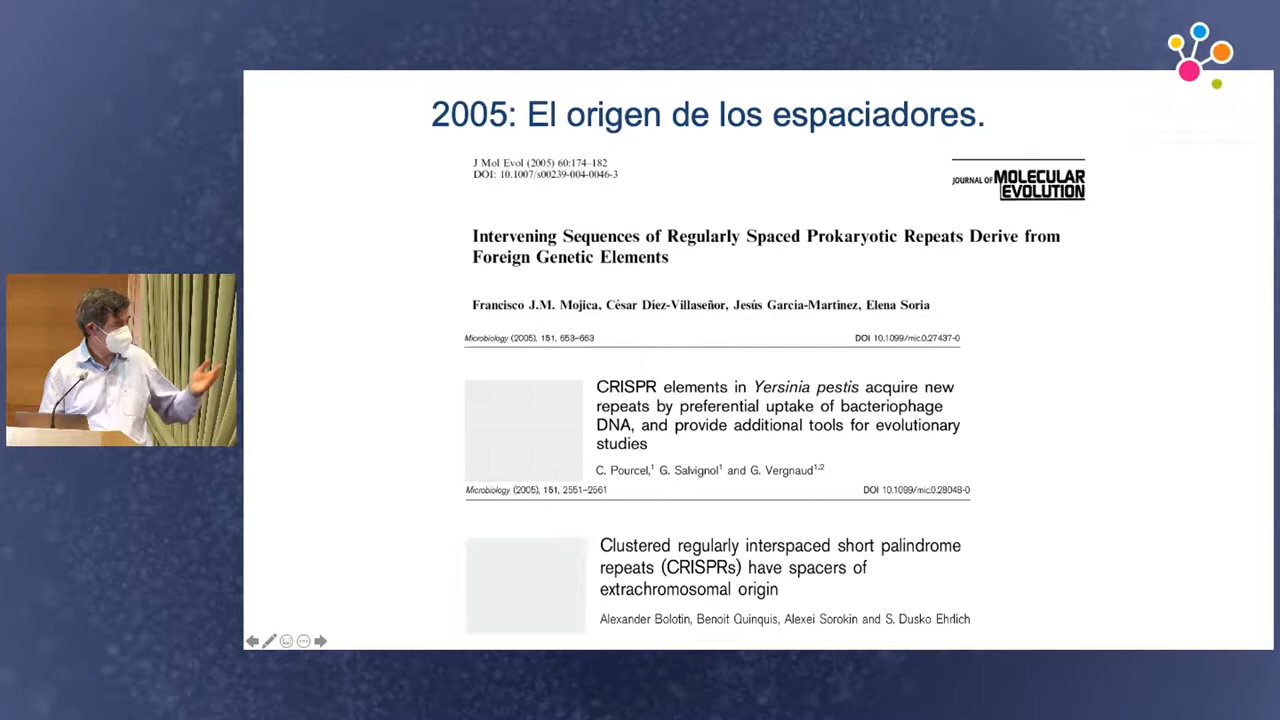 2005: El origen de los espaciadores.
J Mol Evol (2005) 60:174–182
DOI: 10.1007/s00239-004-0046-3
JOURNAL OF MOLECULAR
EVOLUTION
Intervening Sequences of Regularly Spaced Prokaryotic Repeats Derive from
Foreign Genetic Elements
Francisco J.M. Mojica, César Díez-Villaseñor, Jesús García-Martínez, Elena Soria
Microbiology (2005), 151, 653–663 DOI 10.1099/mic.0.27437-0
CRISPR elements in Yersinia pestis acquire new
repeats by preferential uptake of bacteriophage
DNA, and provide additional tools for evolutionary
studies
C. Pourcel,¹ G. Salvignol¹ and G. Vergnaud¹,²
Microbiology (2005), 151, 2551–2561 DOI 10.1099/mic.0.28048-0
Clustered regularly interspaced short palindrome
repeats (CRISPRs) have spacers of
extrachromosomal origin
Alexander Bolotin, Benoit Quinquis, Alexei Sorokin and S. Dusko Ehrlich